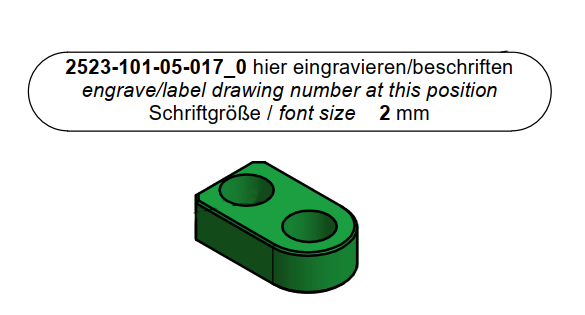 2523-101-05-017_0 hier eingravieren/beschriften
engrave/label drawing number at this position
Schriftgröße / font size 2 mm